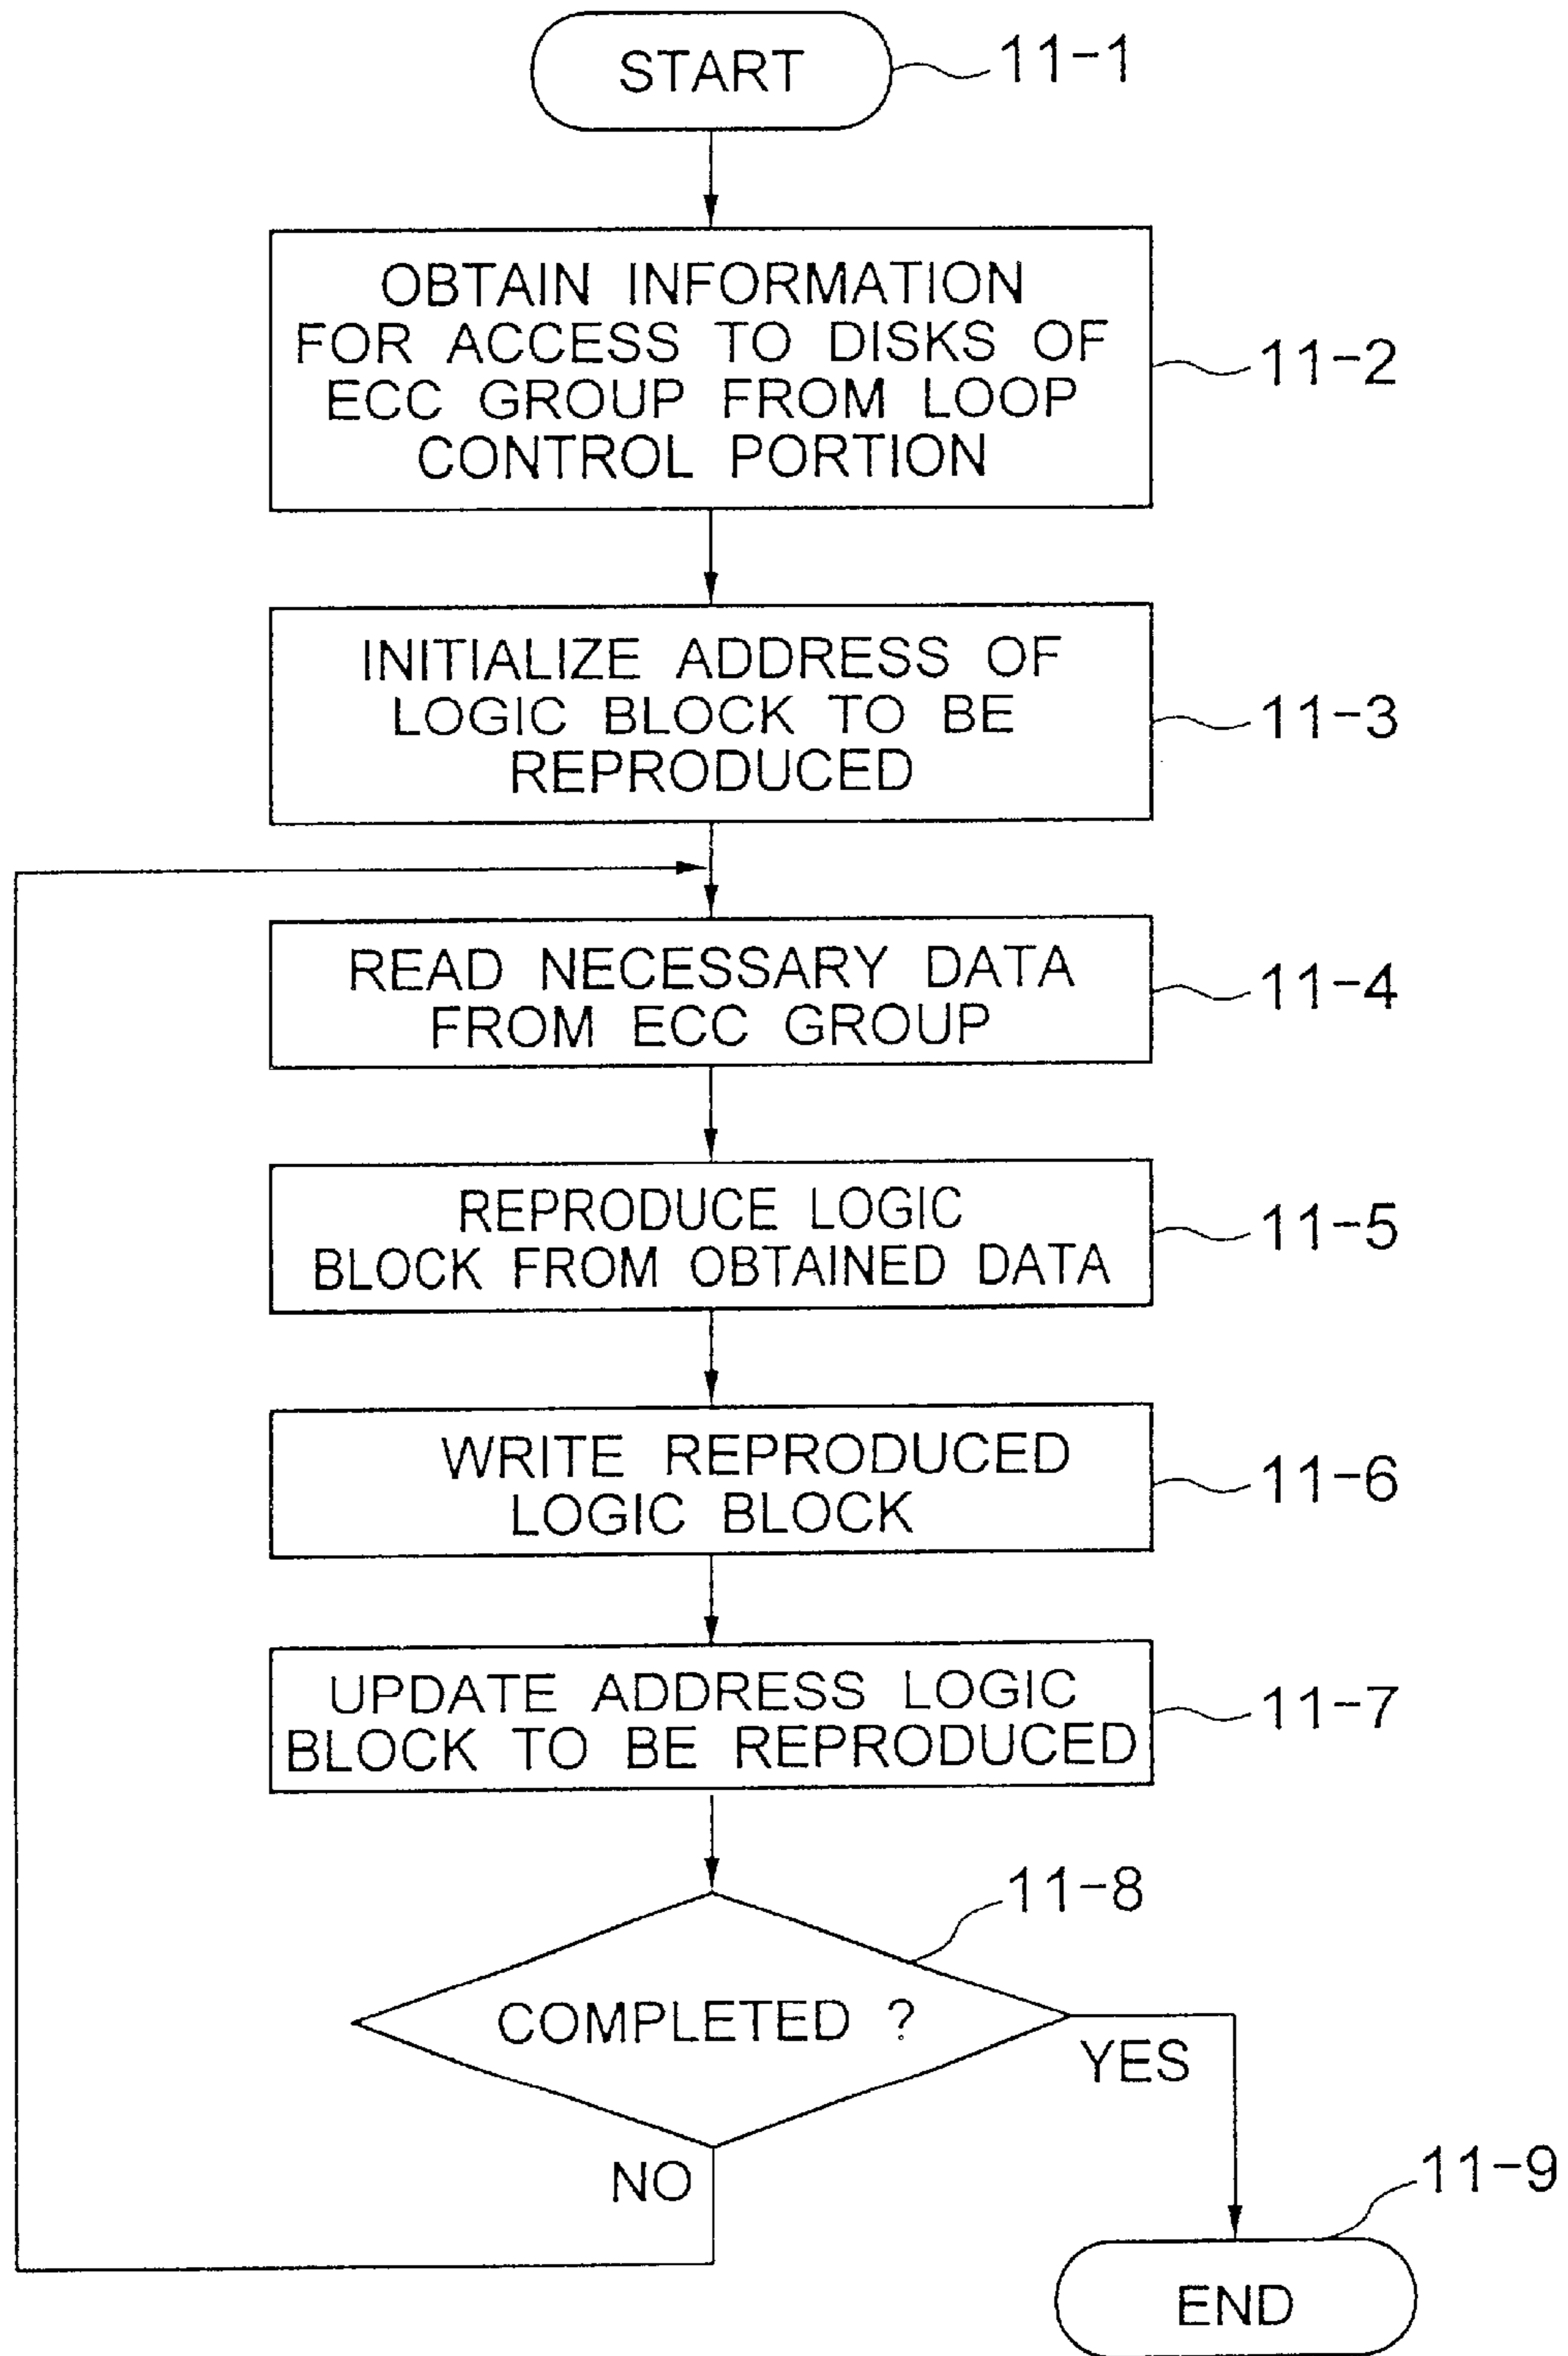 START
11-1
OBTAIN INFORMATION
FOR ACCESS TO DISKS OF
ECC GROUP FROM LOOP
CONTROL PORTION
11-2
INITIALIZE ADDRESS OF
LOGIC BLOCK TO BE
REPRODUCED
11-3
READ NECESSARY DATA
FROM ECC GROUP
11-4
REPRODUCE LOGIC
BLOCK FROM OBTAINED DATA
11-5
WRITE REPRODUCED
LOGIC BLOCK
11-6
UPDATE ADDRESS LOGIC
BLOCK TO BE REPRODUCED
11-7
11-8
COMPLETED ?
YES
NO
11-9
END